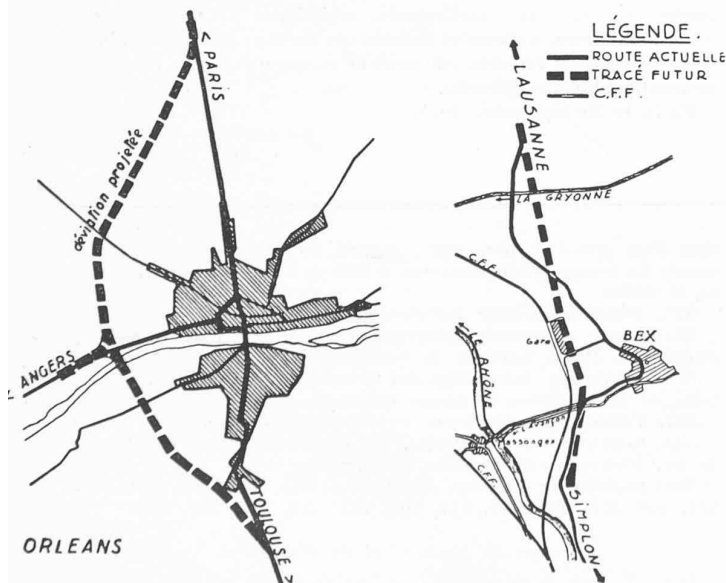 < PARIS
déviation projetée
ANGERS
TOULOUSE >
ORLEANS
LÉGENDE.
ROUTE ACTUELLE
TRACÉ FUTUR
C.F.F.
LAUSANNE
LA GRYONNE
C.F.F.
Gare
BEX
LE RHÔNE
L'Avançon
Massongex
C.F.F.
SIMPLON